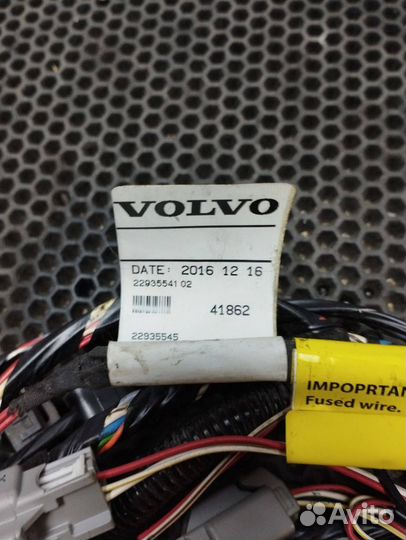 VOLVO
DATE: 2016 12 16
22935541 02
41862
22935545
IMPOPRTAN
Fused wire.
Avito